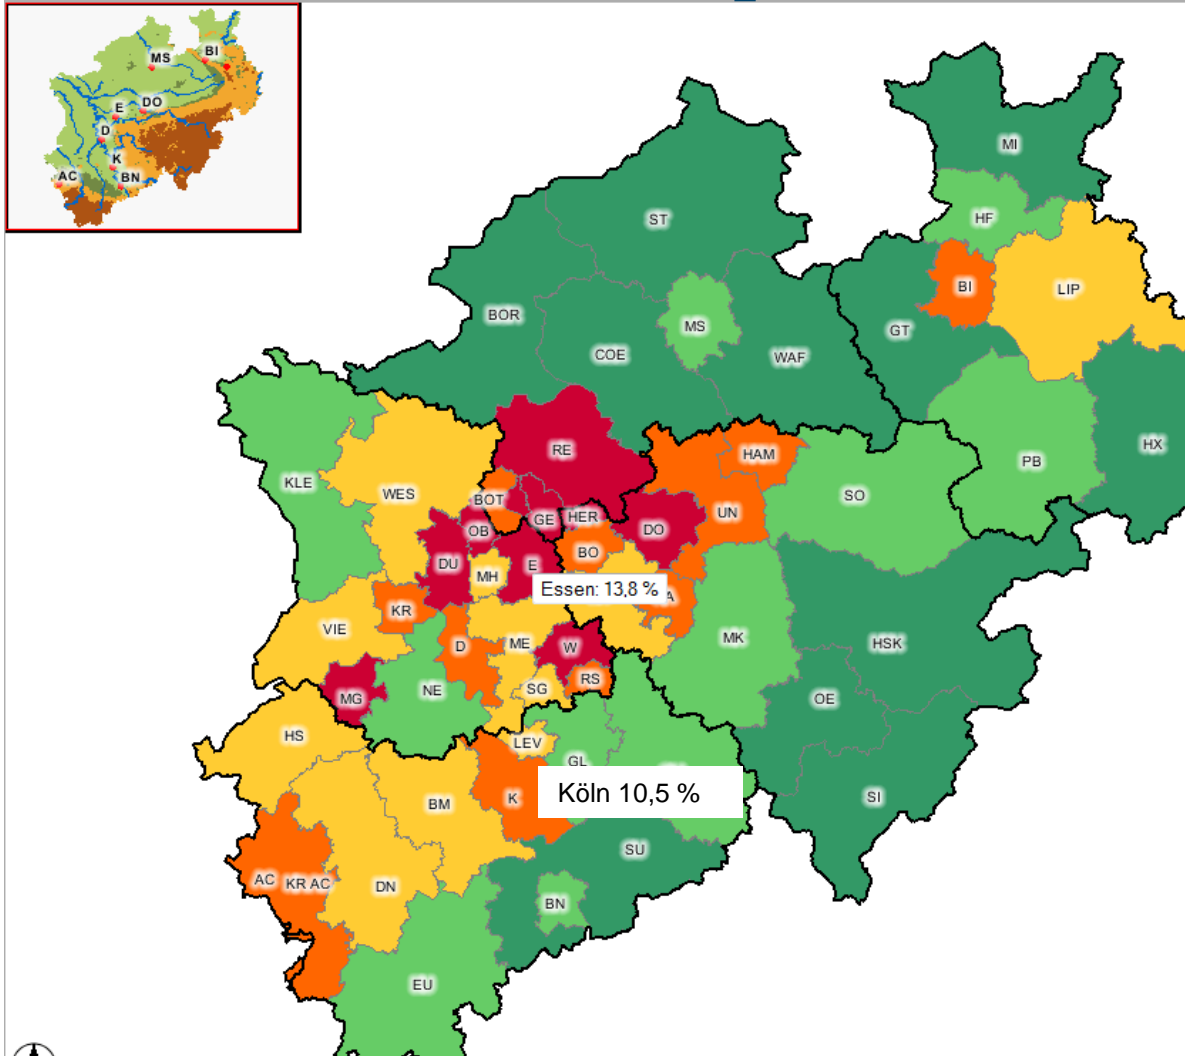 MS
BI
E
DO
D
K
AC
BN
MI
ST
HF
BI
LIP
BOR
MS
GT
COE
WAF
RE
HAM
HX
KLE
PB
WES
BOT
SO
GE
HER
UN
OB
DO
BO
DU
E
MH
Essen: 13,8 %
A
KR
VIE
D
ME
W
MK
HSK
RS
SG
NE
MG
OE
HS
LEV
GL
K
Köln 10,5 %
BM
SI
SU
AC
KR AC
DN
BN
EU